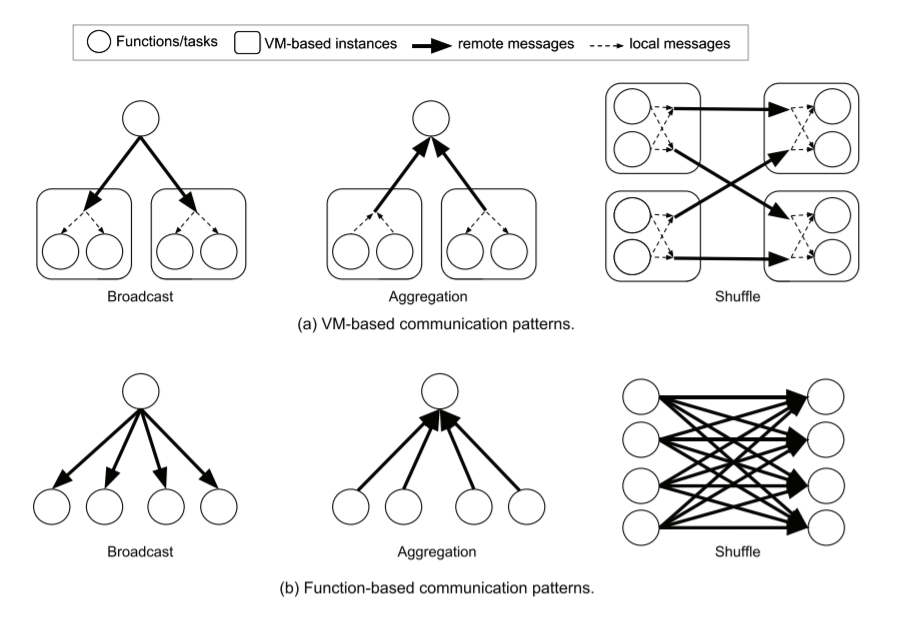 Functions/tasks VM-based instances remote messages local messages
Broadcast Aggregation Shuffle
(a) VM-based communication patterns.
Broadcast Aggregation Shuffle
(b) Function-based communication patterns.